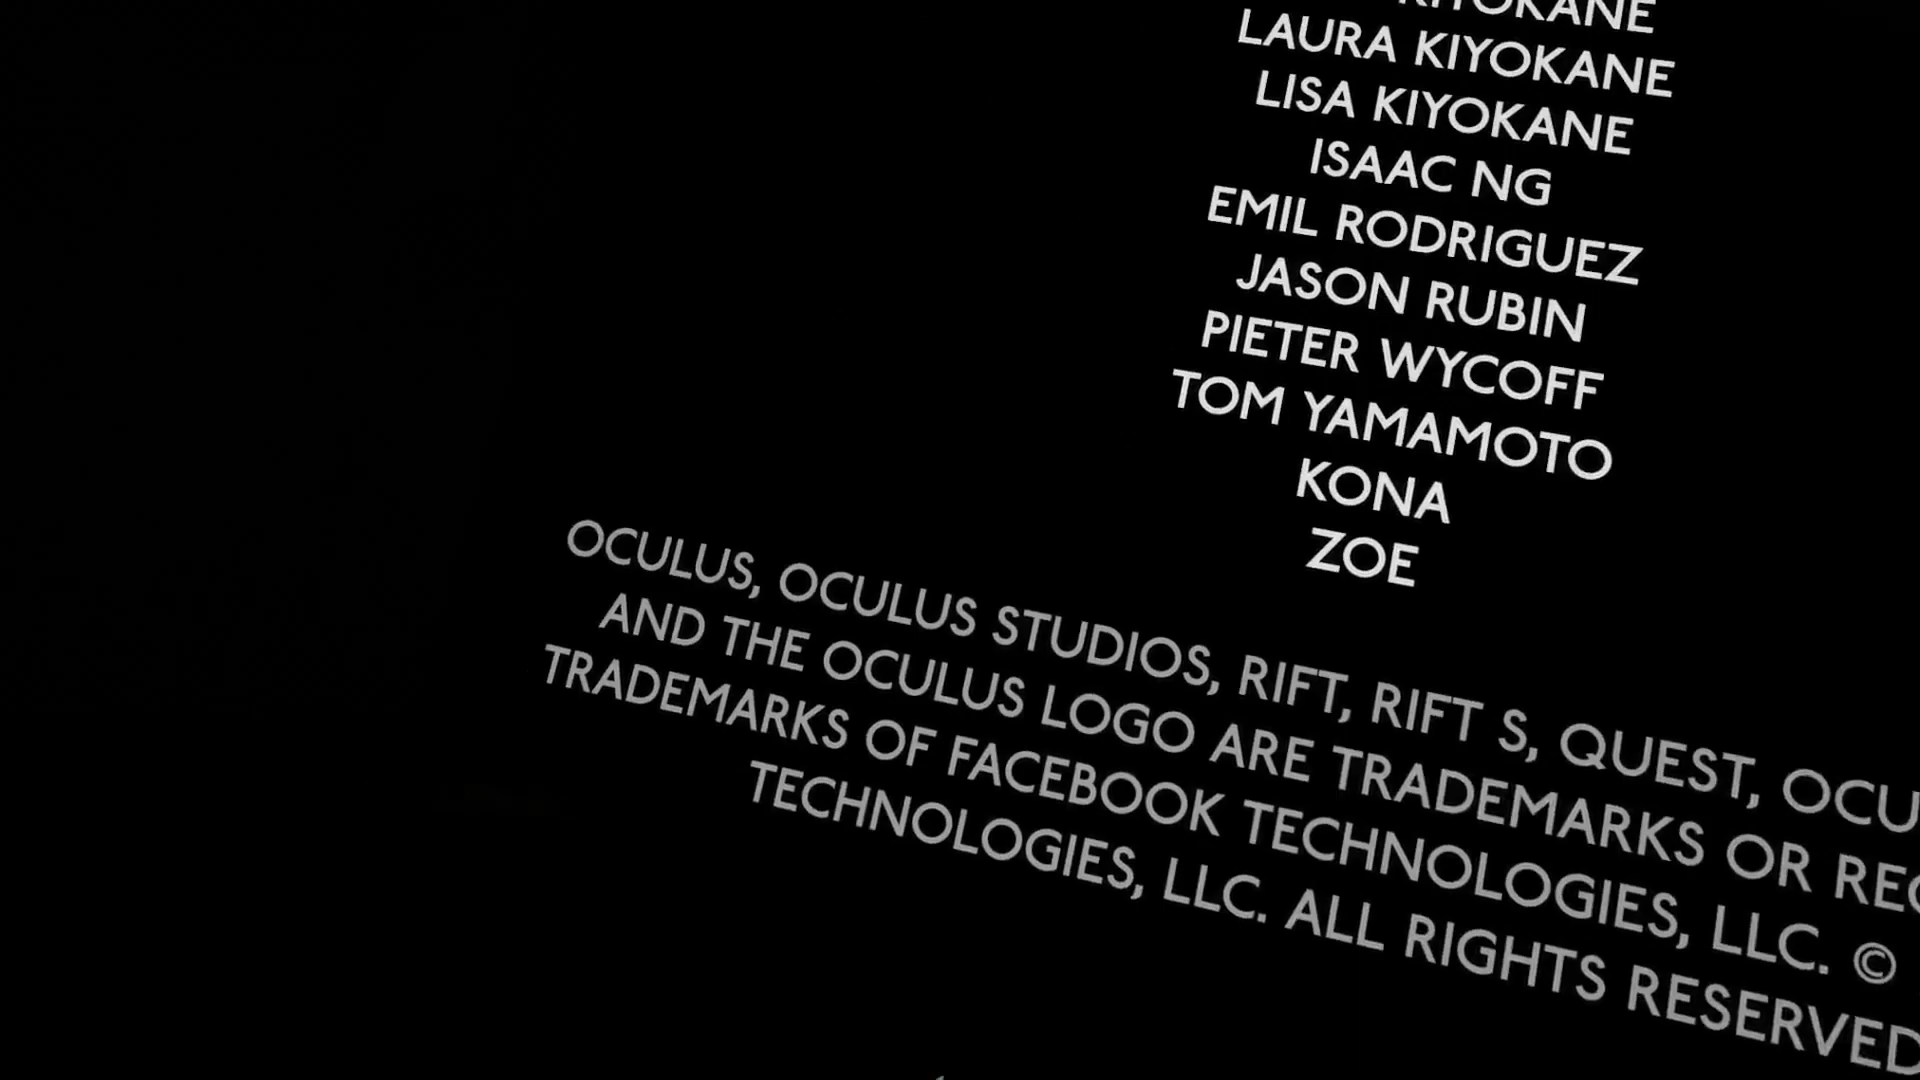 KIYOKANE
LAURA KIYOKANE
LISA KIYOKANE
ISAAC NG
EMIL RODRIGUEZ
JASON RUBIN
PIETER WYCOFF
TOM YAMAMOTO
KONA
ZOE
OCULUS, OCULUS STUDIOS, RIFT, RIFT S, QUEST,
AND THE OCULUS LOGO ARE TRADEMARKS OR
TRADEMARKS OF FACEBOOK TECHNOLOGIES, LLC. ©
TECHNOLOGIES, LLC. ALL RIGHTS RESERVED